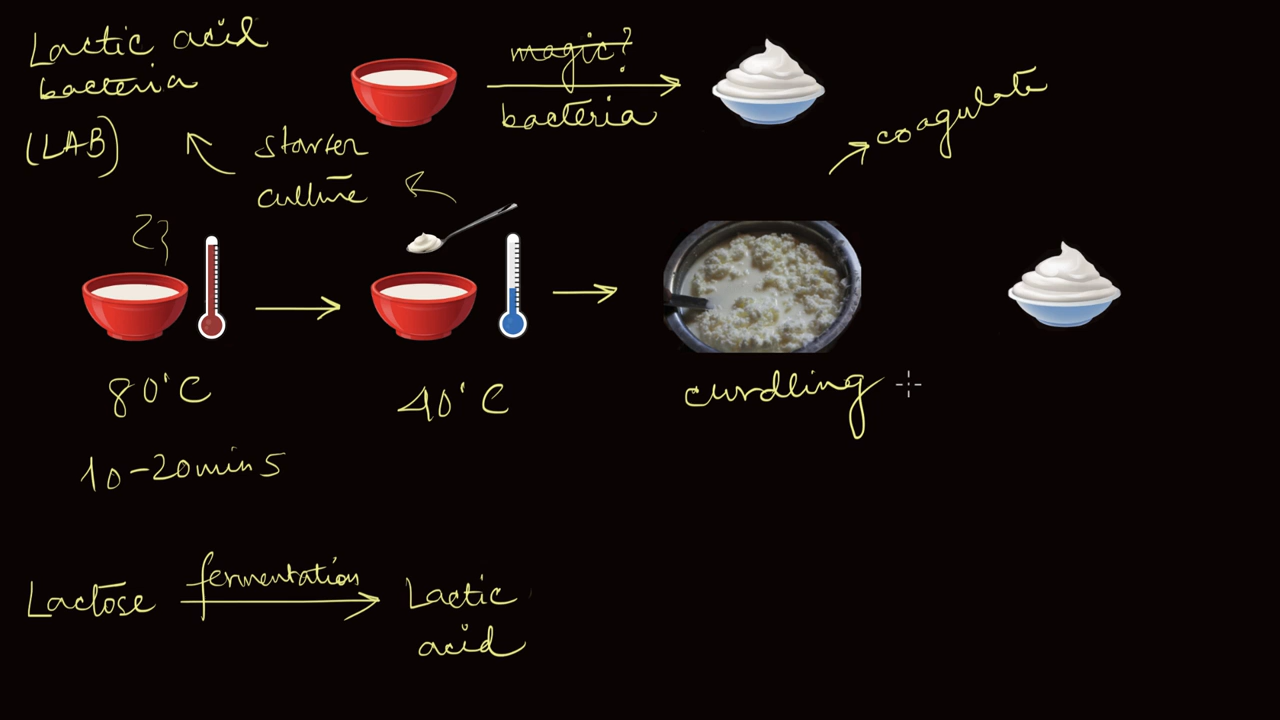 Lactic acid
bacteria
(LAB)
magic?
bacteria
coagulate
starter
culture
80°C
10-20mins
40°C
curdling
Lactose
fermentation
Lactic
acid